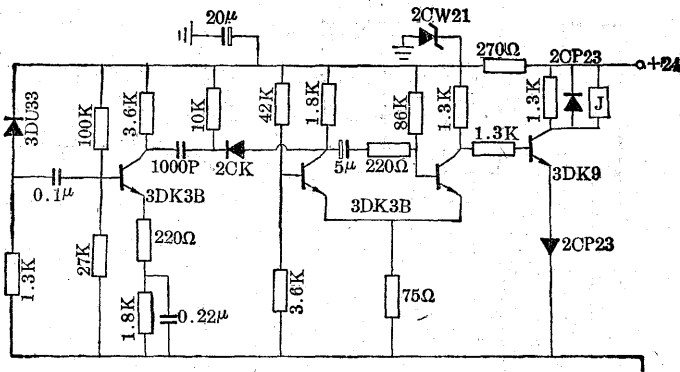 20μ
2CW21
270Ω
2CP23
+24
3DU33
100K
3.6K
10K
42K
1.8K
86K
1.3K
1.3K
J
1000P
2CK
5μ
220Ω
1.3K
0.1μ
3DK3B
3DK3B
3DK9
1.3K
27K
220Ω
3.6K
75Ω
2CP23
1.8K
0.22μ